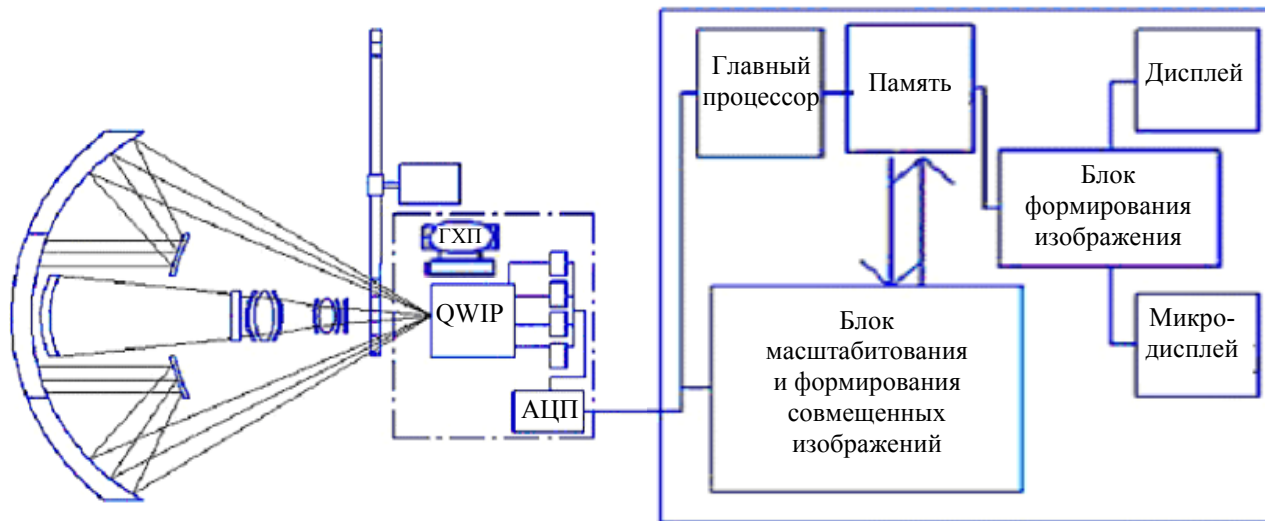 ГХП
QWIP
АЦП
Главный
процессор
Память
Дисплей
Блок
формирования
изображения
Блок
масштабитования
и формирования
совмещенных
изображений
Микро-
дисплей